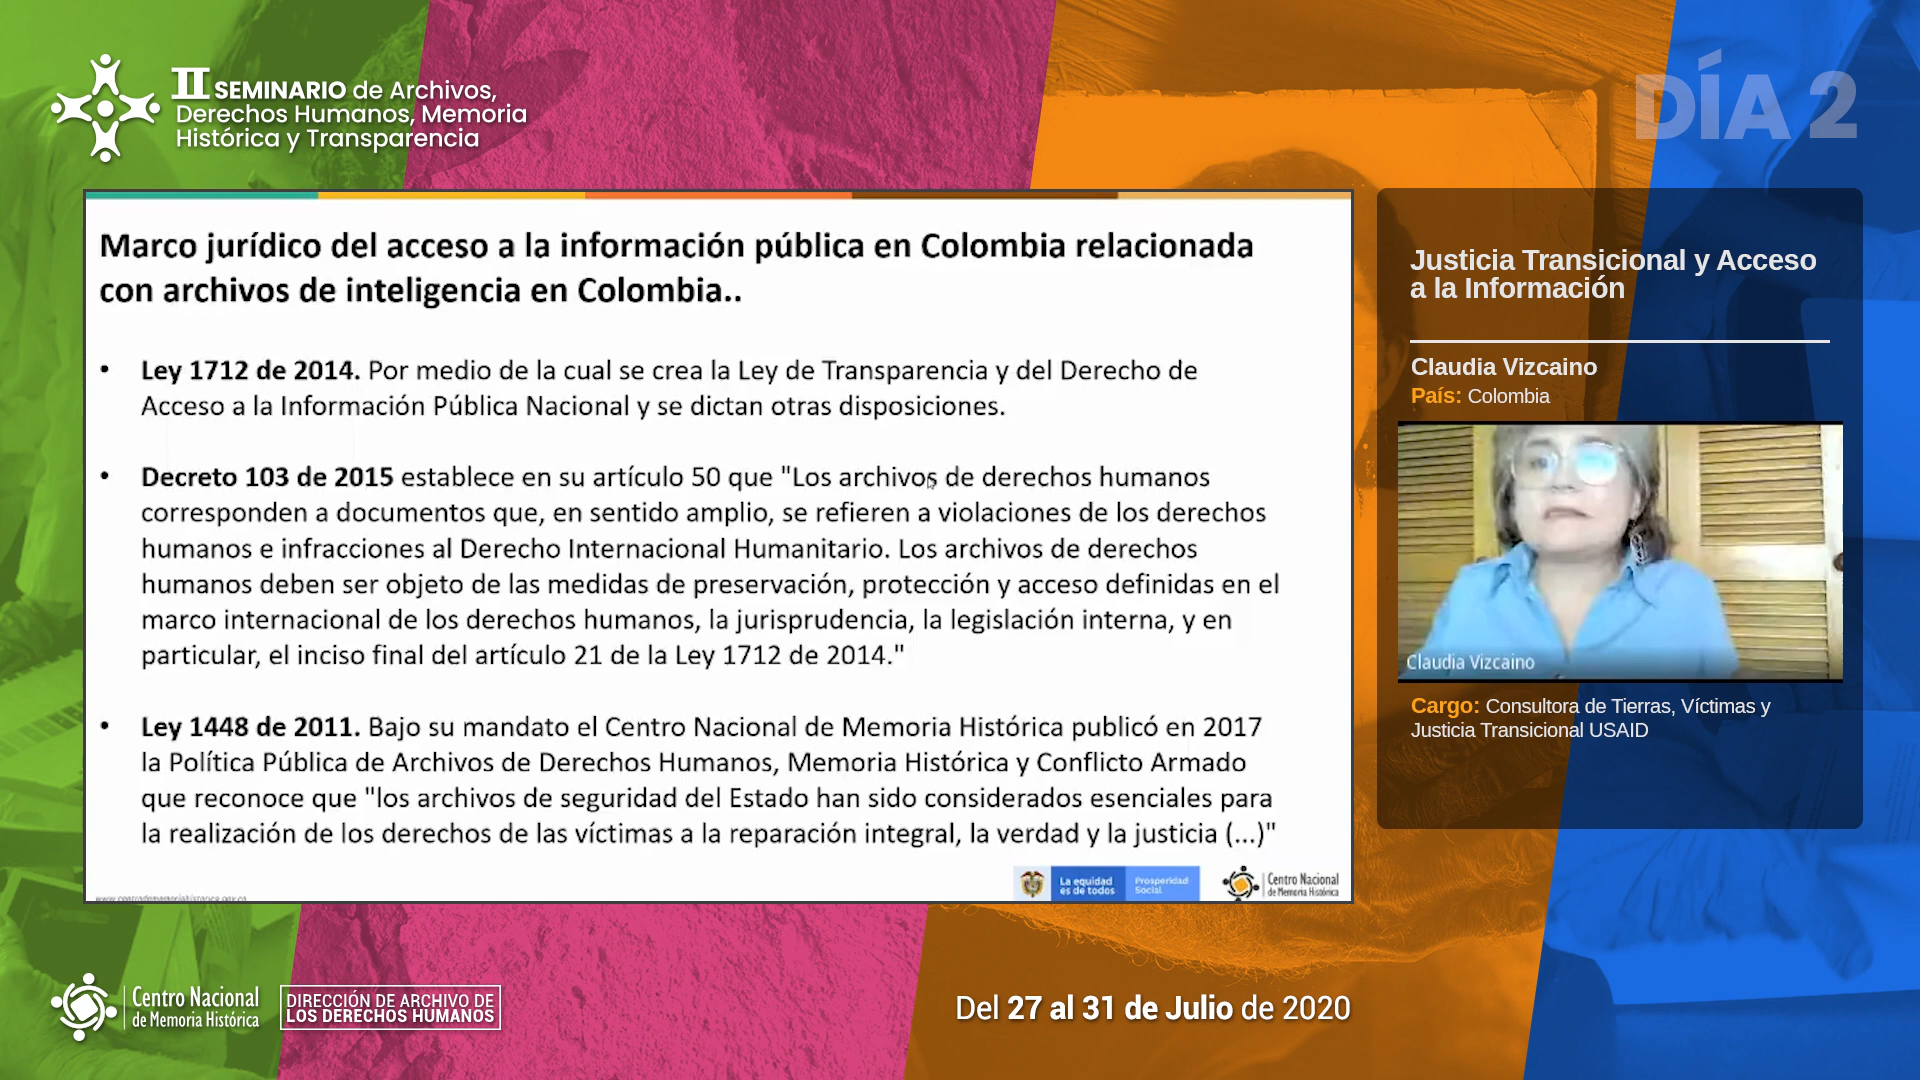 II SEMINARIO de Archivos,
Derechos Humanos, Memoria
Histórica y Transparencia
DÍA 2
Marco jurídico del acceso a la información pública en Colombia relacionada
con archivos de inteligencia en Colombia..
• Ley 1712 de 2014. Por medio de la cual se crea la Ley de Transparencia y del Derecho de
Acceso a la Información Pública Nacional y se dictan otras disposiciones.
• Decreto 103 de 2015 establece en su artículo 50 que "Los archivos de derechos humanos
corresponden a documentos que, en sentido amplio, se refieren a violaciones de los derechos
humanos e infracciones al Derecho Internacional Humanitario. Los archivos de derechos
humanos deben ser objeto de las medidas de preservación, protección y acceso definidas en el
marco internacional de los derechos humanos, la jurisprudencia, la legislación interna, y en
particular, el inciso final del artículo 21 de la Ley 1712 de 2014."
• Ley 1448 de 2011. Bajo su mandato el Centro Nacional de Memoria Histórica publicó en 2017
la Política Pública de Archivos de Derechos Humanos, Memoria Histórica y Conflicto Armado
que reconoce que "los archivos de seguridad del Estado han sido considerados esenciales para
la realización de los derechos de las víctimas a la reparación integral, la verdad y la justicia (...)"
La equidad
es de todos
Prosperidad
Social
Centro Nacional
de Memoria Histórica
www.centrodememoriahistorica.gov.co
Justicia Transicional y Acceso
a la Información
Claudia Vizcaino
País: Colombia
Claudia Vizcaino
Cargo: Consultora de Tierras, Víctimas y
Justicia Transicional USAID
Centro Nacional
de Memoria Histórica
DIRECCIÓN DE ARCHIVO DE
LOS DERECHOS HUMANOS
Del 27 al 31 de Julio de 2020